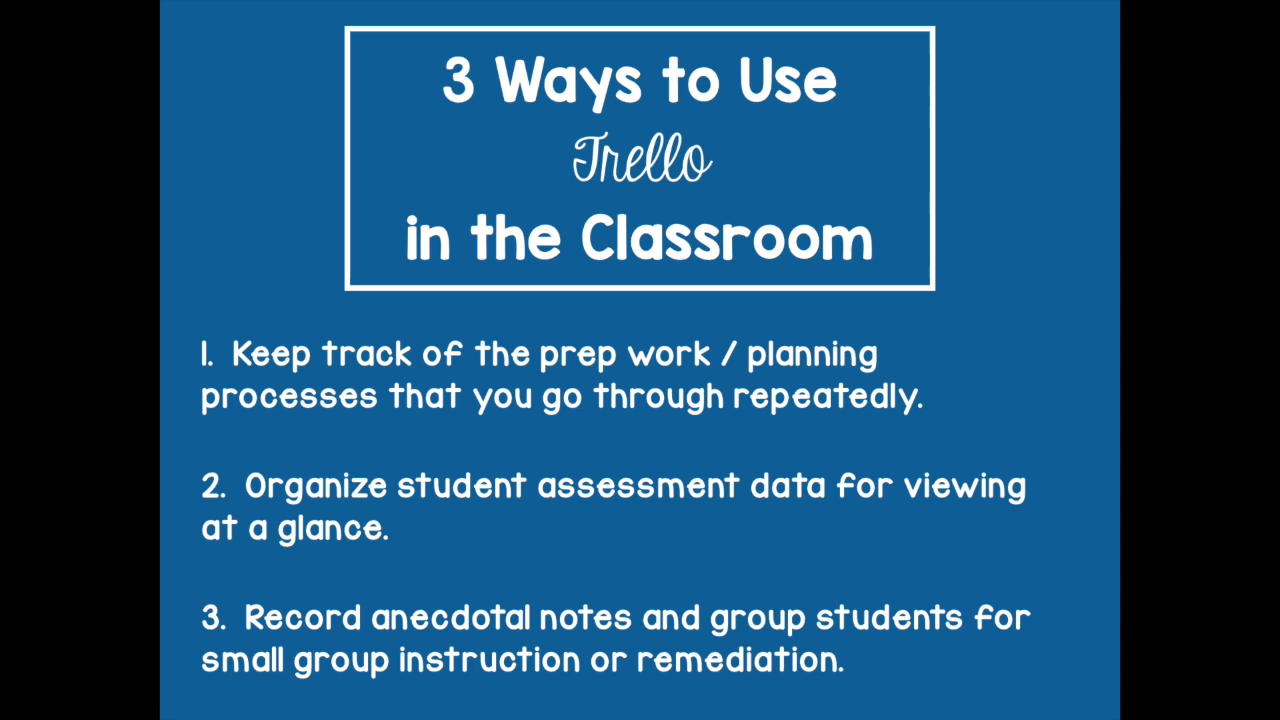 3 Ways to Use
Trello
in the Classroom
1. Keep track of the prep work / planning
processes that you go through repeatedly.
2. Organize student assessment data for viewing
at a glance.
3. Record anecdotal notes and group students for
small group instruction or remediation.